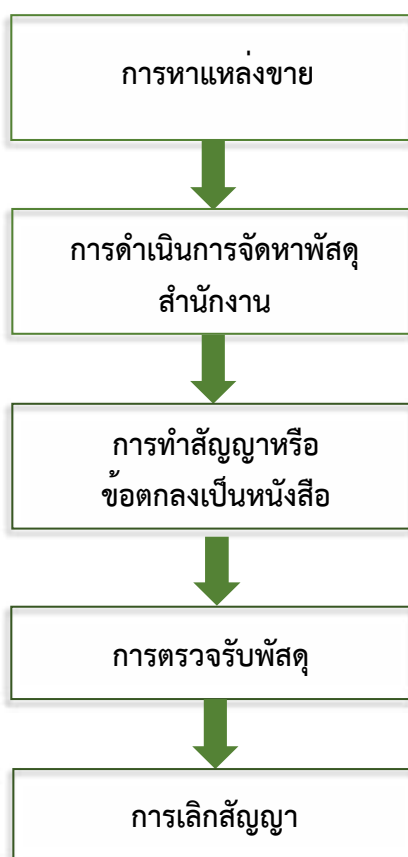 การหาแหล่งขาย
การดำเนินการจัดหาพัสดุ
สำนักงาน
การทำสัญญาหรือ
ข้อตกลงเป็นหนังสือ
การตรวจรับพัสดุ
การเลิกสัญญา